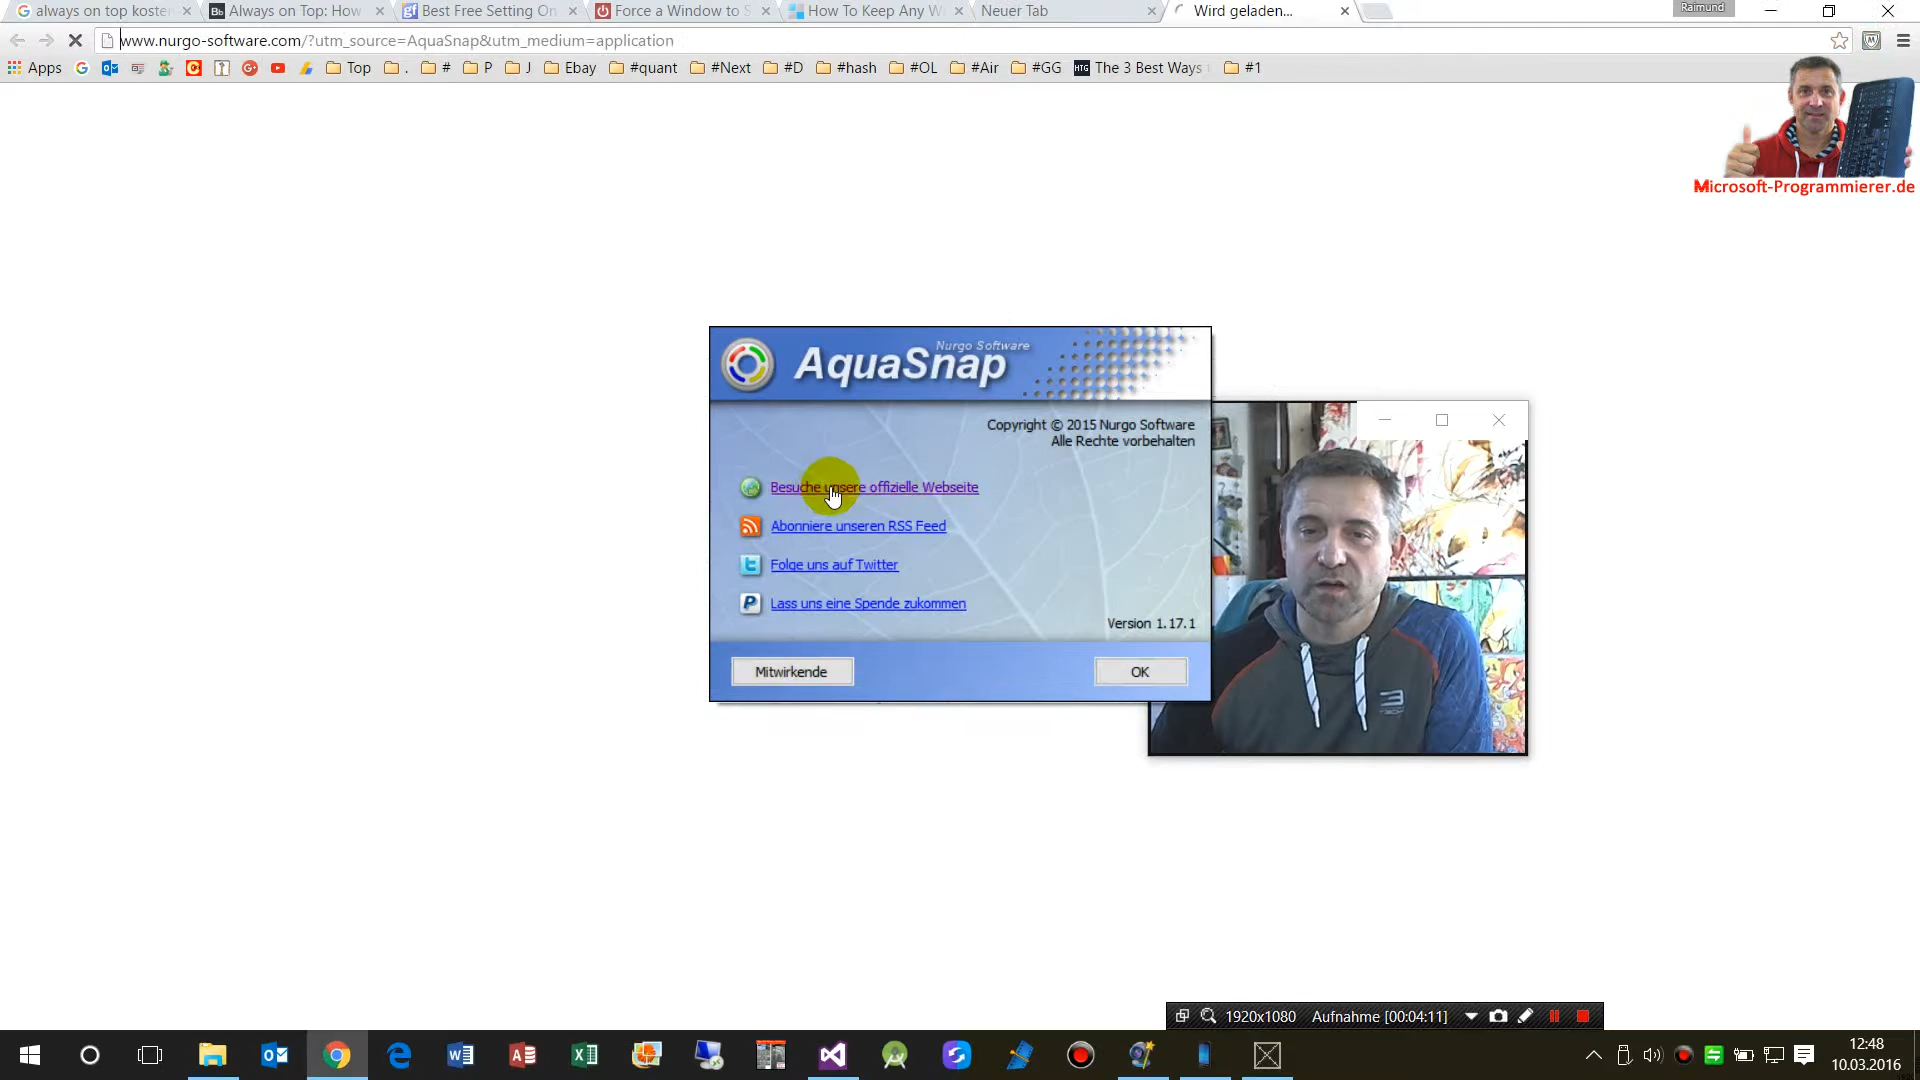 always on top koste
Always on Top: How
Best Free Setting On
Force a Window to S
How To Keep Any W
Neuer Tab
Wird geladen...
Raimund
www.nurgo-software.com/?utm_source=AquaSnap&utm_medium=application
Apps
Top
.
#
P
J
Ebay
#quant
#Next
#D
#hash
#OL
#Air
#GG
HTG The 3 Best Ways
#1
Microsoft-Programmierer.de
Nurgo Software
AquaSnap
Copyright © 2015 Nurgo Software
Alle Rechte vorbehalten
Besuche unsere offizielle Webseite
Abonniere unseren RSS Feed
Folge uns auf Twitter
Lass uns eine Spende zukommen
Version 1.17.1
Mitwirkende
OK
1920x1080 Aufnahme [00:04:11]
12:48
10.03.2016